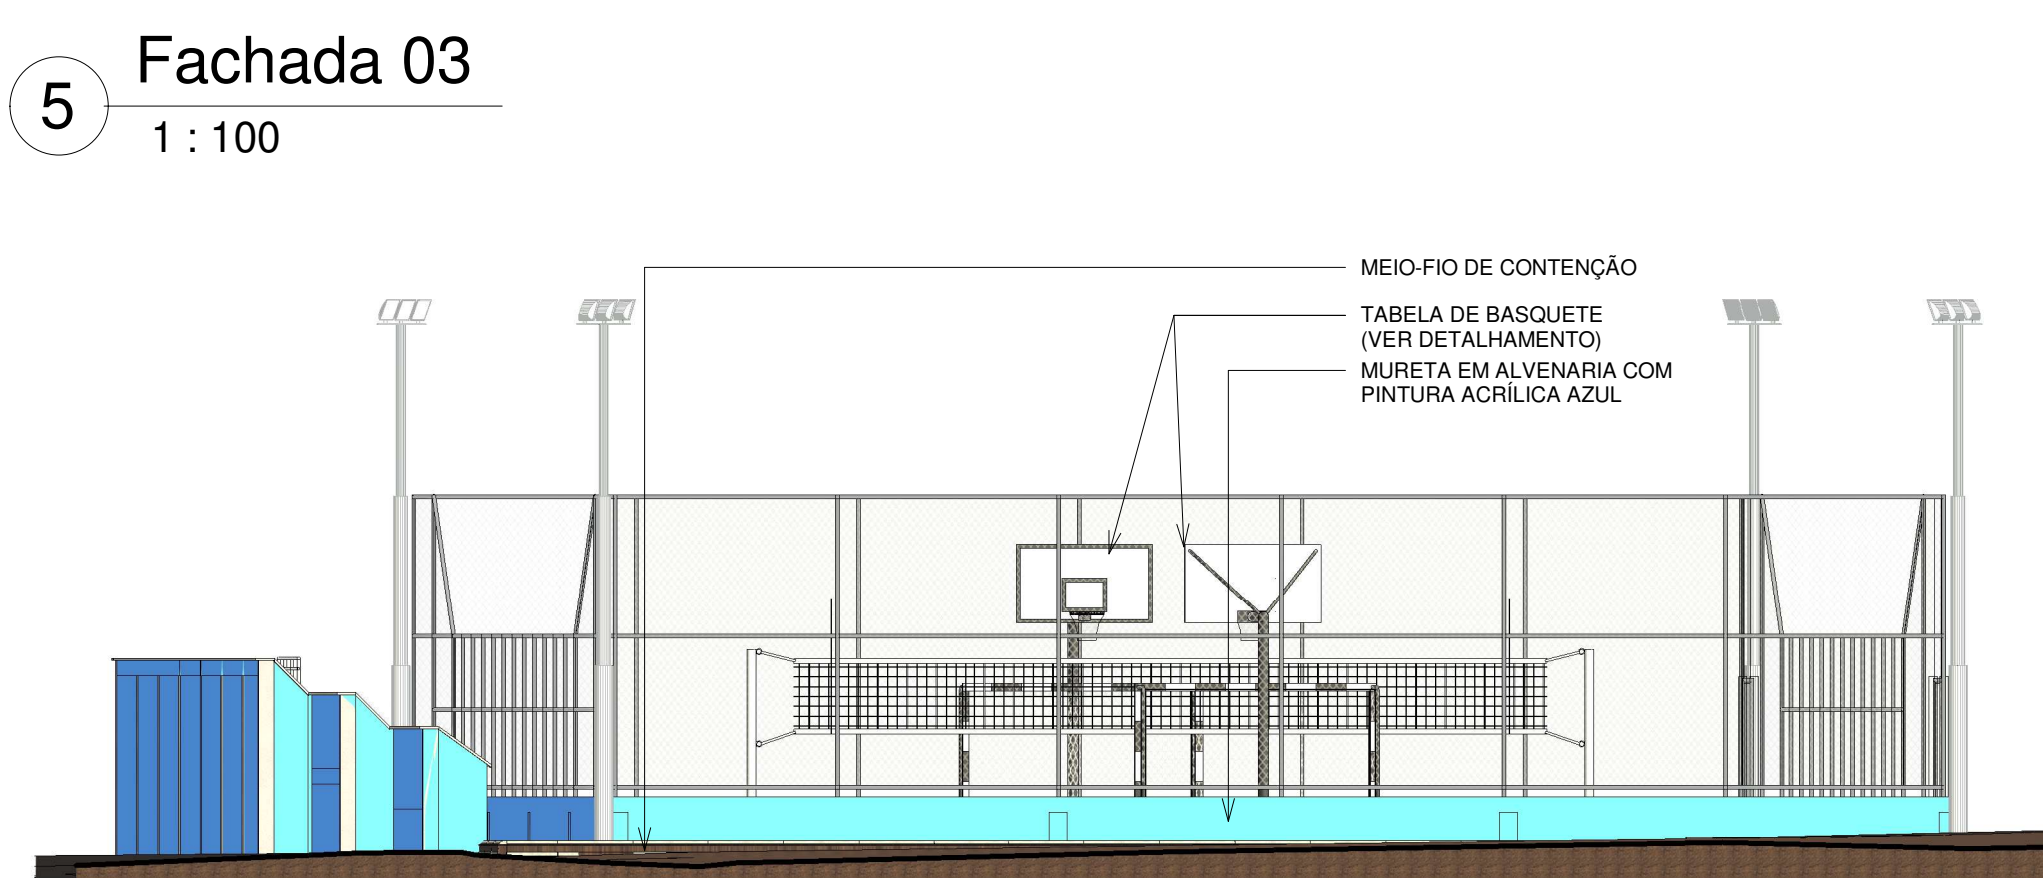 5
Fachada 03
1 : 100
MEIO-FIO DE CONTENÇÃO
TABELA DE BASQUETE
(VER DETALHAMENTO)
MURETA EM ALVENARIA COM
PINTURA ACRÍLICA AZUL